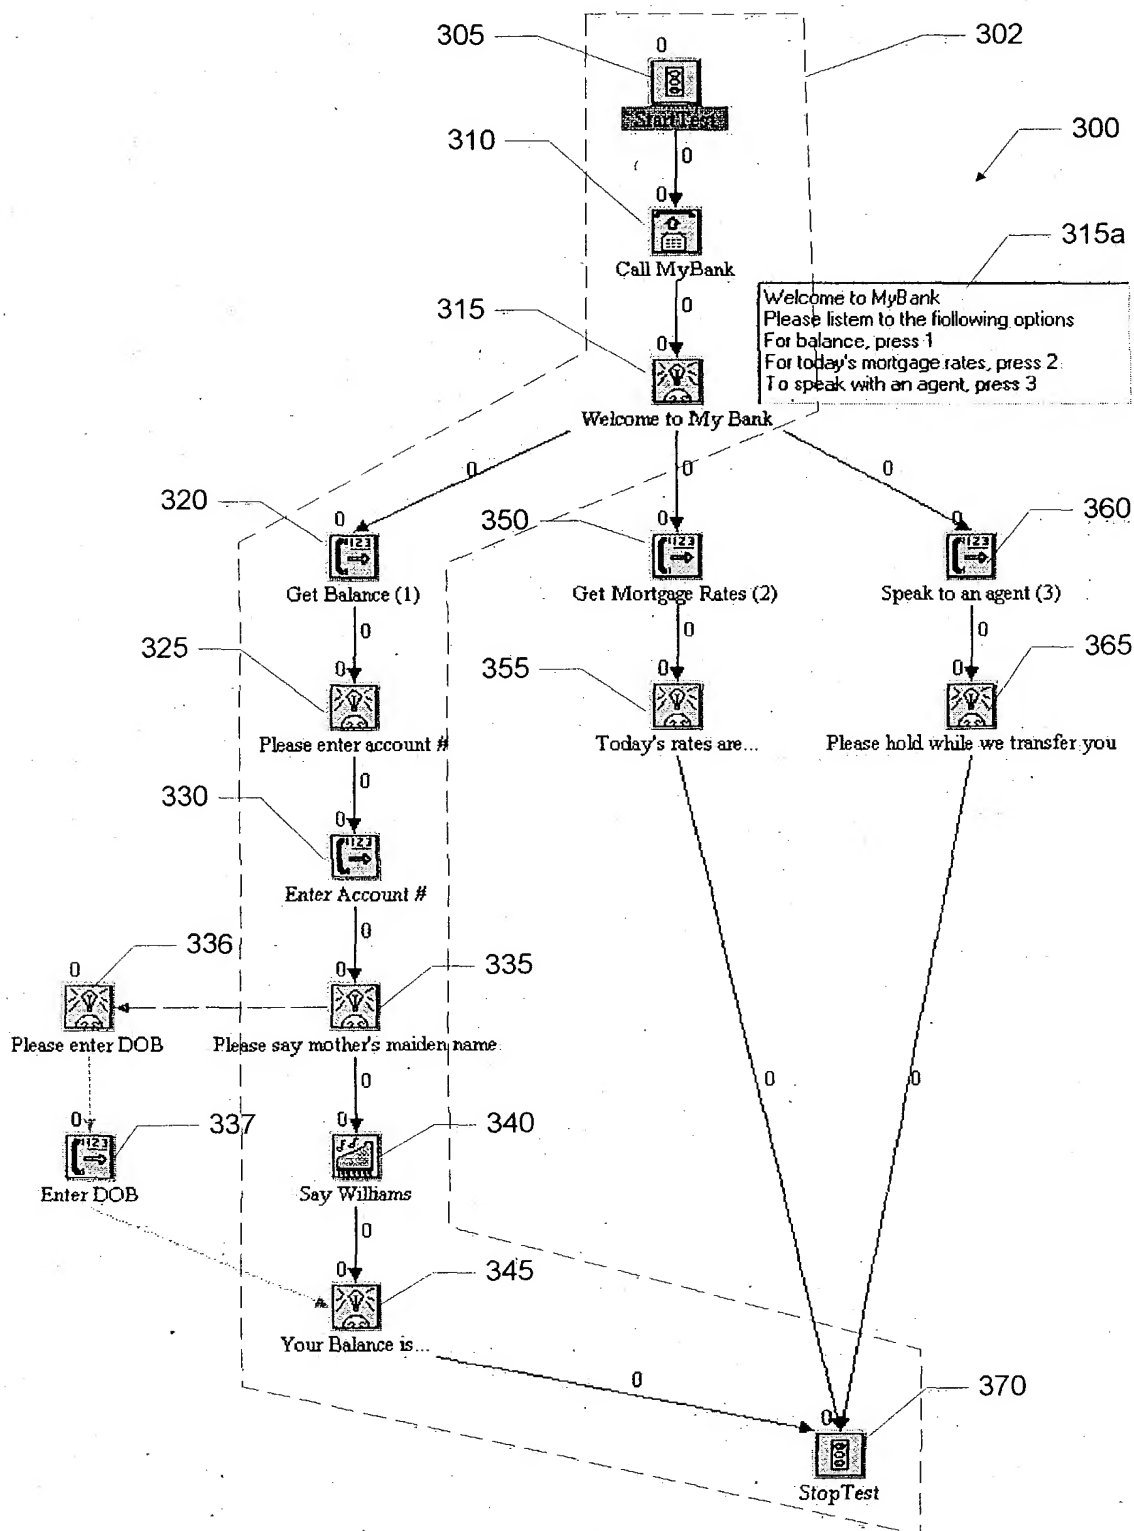 305
0
302
StartTest
310
0
300
0
Call MyBank
315a
315
0
Welcome to MyBank
Please listem to the fiollowing options
For balance, press 1
For today's mortgage rates, press 2
To speak with an agent, press 3
0
Welcome to My Bank
0
0
0
320
0
350
0
360
0
123
123
123
Get Balance (1)
Get Mortgage Rates (2)
Speak to an agent (3)
0
0
0
325
0
355
0
365
0
Please enter account #
Today's rates are...
Please hold while we transfer you
0
330
0
123
Enter Account #
0
336
0
335
0
Please enter DOB
Please say mother's maiden name
0
0
0
0
337
0
340
123
Enter DOB
Say Williams
0
0
345
Your Balance is...
0
370
0
StopTest